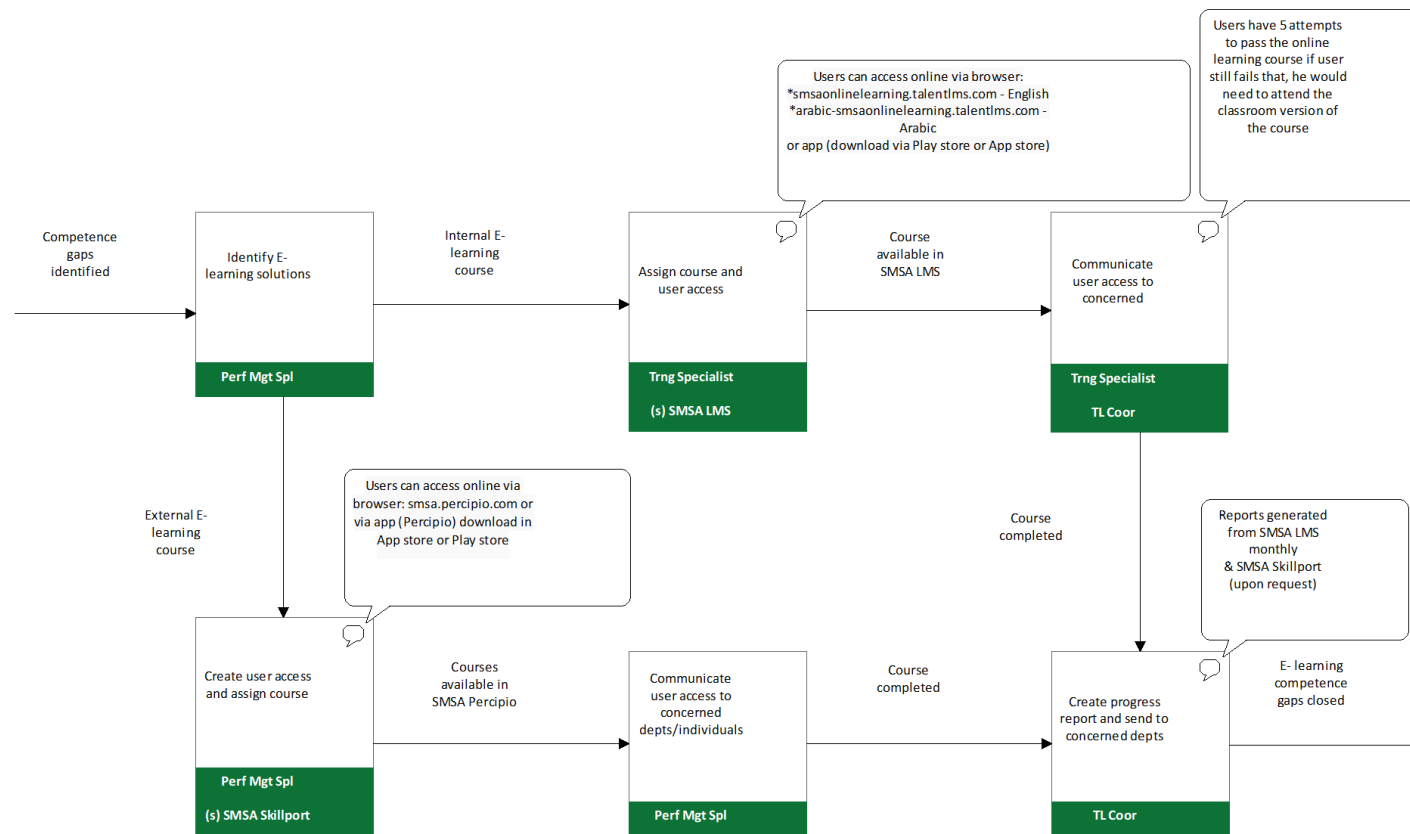 Users have 5 attempts
to pass the online
learning course if user
still fails that, he would
need to attend the
classroom version of
the course
Users can access online via browser:
*smsaonlinelearning.talentlms.com - English
*arabic-smsaonlinelearning.talentlms.com -
Arabic
or app (download via Play store or App store)
Competence
gaps
identified
Identify E-
learning solutions
Perf Mgt Spl
Internal E-
learning
course
Assign course and
user access
Trng Specialist
(s) SMSA LMS
Course
available in
SMSA LMS
Communicate
user access to
concerned
Trng Specialist
TL Coor
External E-
learning
course
Users can access online via
browser: smsa.percipio.com or
via app (Percipio) download in
App store or Play store
Course
completed
Reports generated
from SMSA LMS
monthly
& SMSA Skillport
(upon request)
Create user access
and assign course
Perf Mgt Spl
(s) SMSA Skillport
Courses
available in
SMSA Percipio
Communicate
user access to
concerned
depts/individuals
Perf Mgt Spl
Course
completed
Create progress
report and send to
concerned depts
TL Coor
E- learning
competence
gaps closed